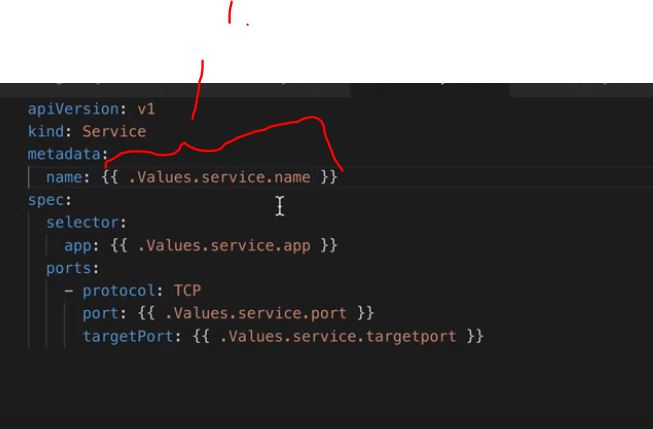 apiVersion: v1
kind: Service
metadata:
  name: {{ .Values.service.name }}
spec:
  selector:
    app: {{ .Values.service.app }}
  ports:
    - protocol: TCP
      port: {{ .Values.service.port }}
      targetPort: {{ .Values.service.targetport }}